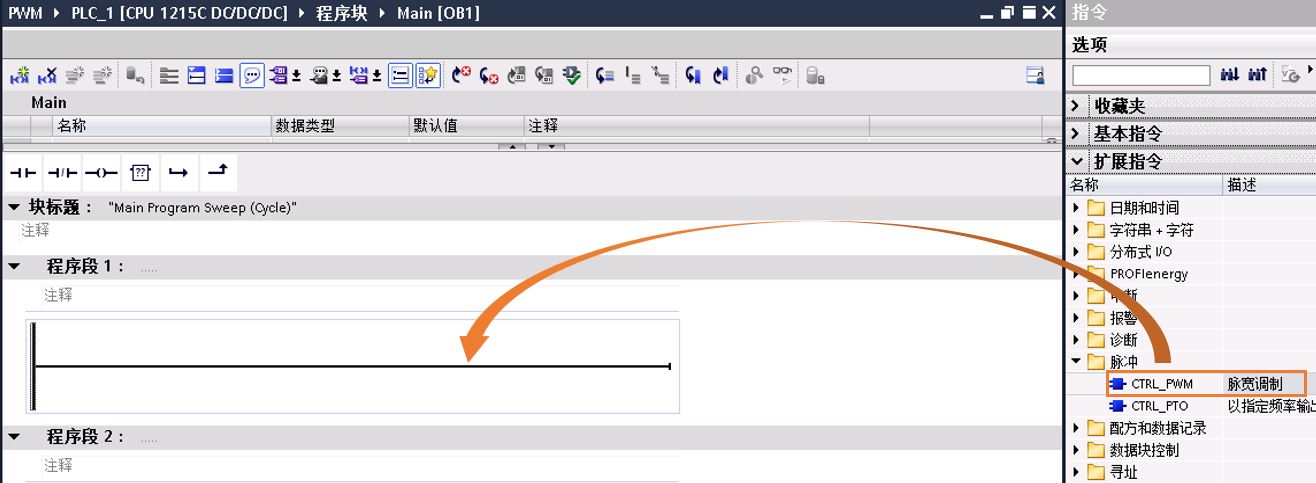 PWM ▸ PLC_1 [CPU 1215C DC/DC/DC] ▸ 程序块 ▸ Main [OB1]
Main
名称 数据类型 默认值 注释
??
块标题： "Main Program Sweep (Cycle)"
注释
程序段 1： .....
注释
程序段 2： .....
注释
指令
选项
收藏夹
基本指令
扩展指令
名称 描述
日期和时间
字符串 + 字符
分布式 I/O
PROFIenergy
中断
报警
诊断
脉冲
CTRL_PWM 脉宽调制
CTRL_PTO 以指定频率输出
配方和数据记录
数据块控制
寻址